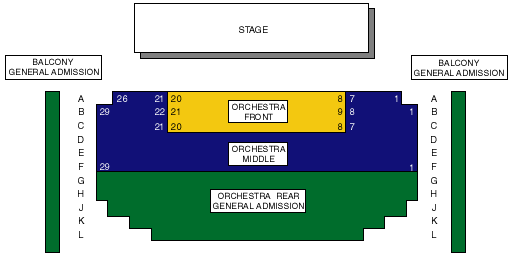 STAGE
BALCONY
GENERAL ADMISSION
BALCONY
GENERAL ADMISSION
A 26 21 20 8 7 1 A
B 29 22 21 9 8 1 B
C 21 20 8 7 C
ORCHESTRA
FRONT
D D
E E
F 29 1 F
ORCHESTRA
MIDDLE
G G
H H
J J
K K
L L
ORCHESTRA REAR
GENERAL ADMISSION